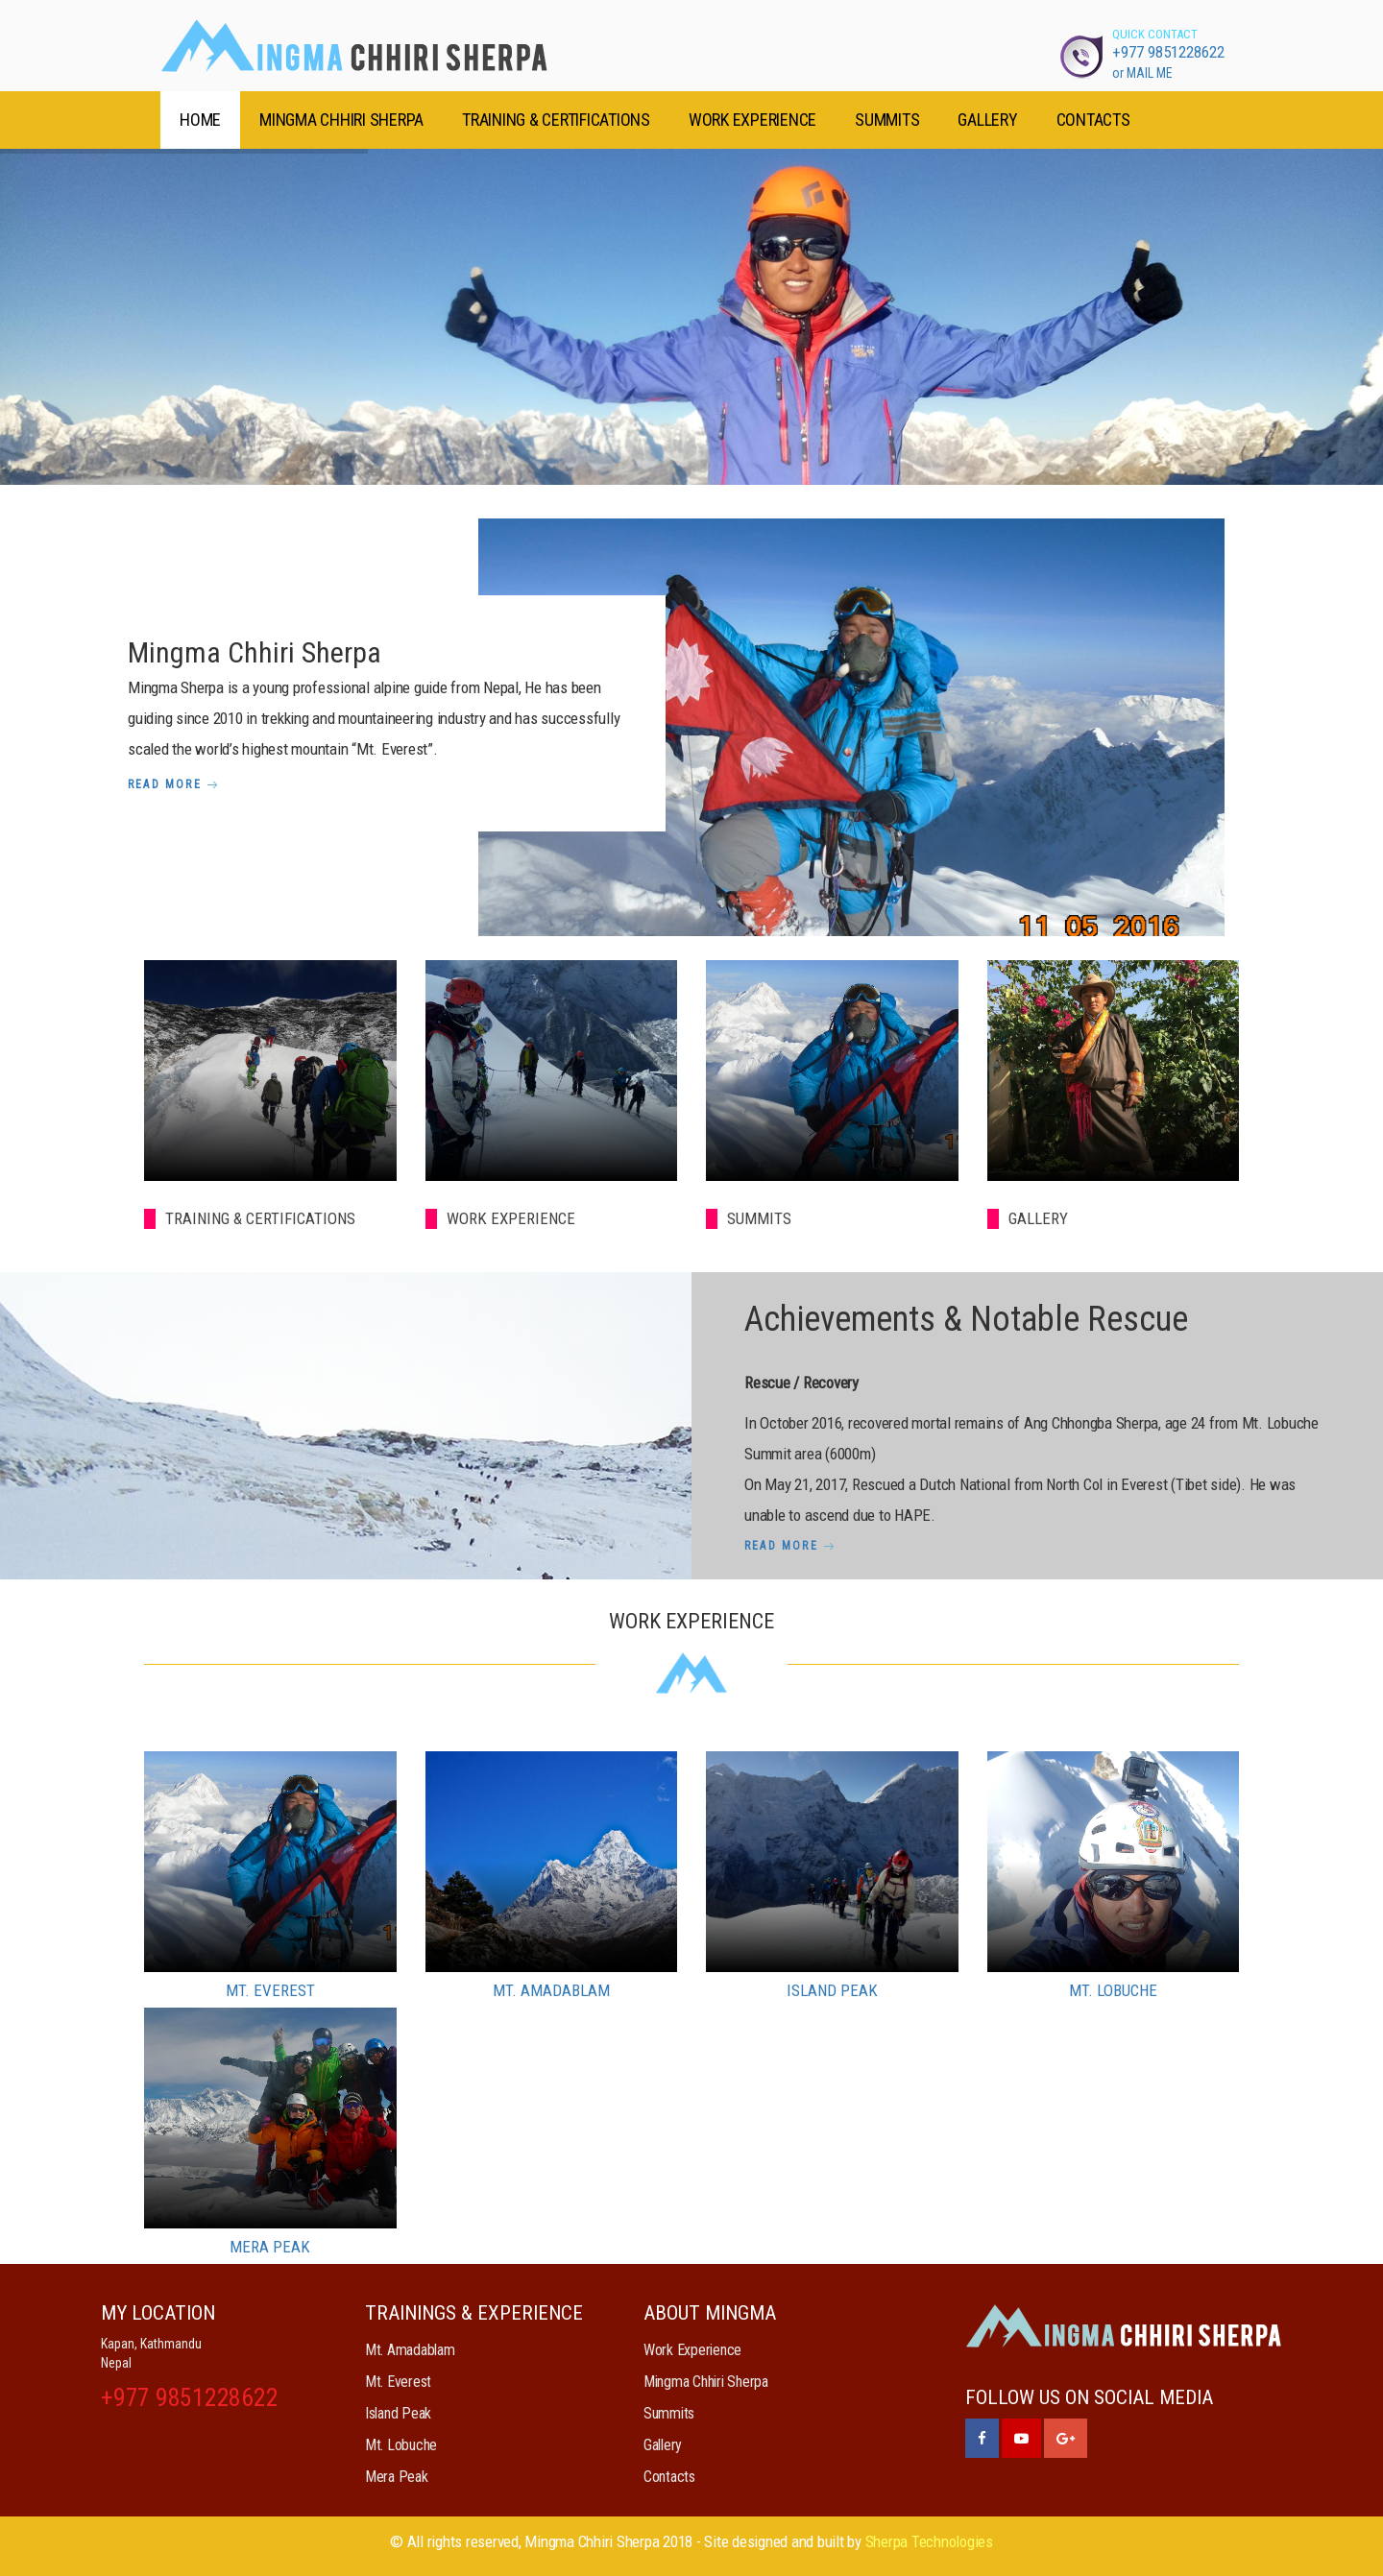 INGMA CHHIRI SHERPA
QUICK CONTACT
+977 9851228622
or MAIL ME
HOME
MINGMA CHHIRI SHERPA
TRAINING & CERTIFICATIONS
WORK EXPERIENCE
SUMMITS
GALLERY
CONTACTS
Mingma Chhiri Sherpa
Mingma Sherpa is a young professional alpine guide from Nepal, He has been
guiding since 2010 in trekking and mountaineering industry and has successfully
scaled the world’s highest mountain “Mt. Everest”.
READ MORE →
11 05 2016
TRAINING & CERTIFICATIONS
WORK EXPERIENCE
SUMMITS
GALLERY
Achievements & Notable Rescue
Rescue / Recovery
In October 2016, recovered mortal remains of Ang Chhongba Sherpa, age 24 from Mt. Lobuche
Summit area (6000m)
On May 21, 2017, Rescued a Dutch National from North Col in Everest (Tibet side). He was
unable to ascend due to HAPE.
READ MORE →
WORK EXPERIENCE
MT. EVEREST
MT. AMADABLAM
ISLAND PEAK
MT. LOBUCHE
MERA PEAK
MY LOCATION
Kapan, Kathmandu
Nepal
+977 9851228622
TRAININGS & EXPERIENCE
Mt. Amadablam
Mt. Everest
Island Peak
Mt. Lobuche
Mera Peak
ABOUT MINGMA
Work Experience
Mingma Chhiri Sherpa
Summits
Gallery
Contacts
INGMA CHHIRI SHERPA
FOLLOW US ON SOCIAL MEDIA
© All rights reserved, Mingma Chhiri Sherpa 2018 - Site designed and built by Sherpa Technologies